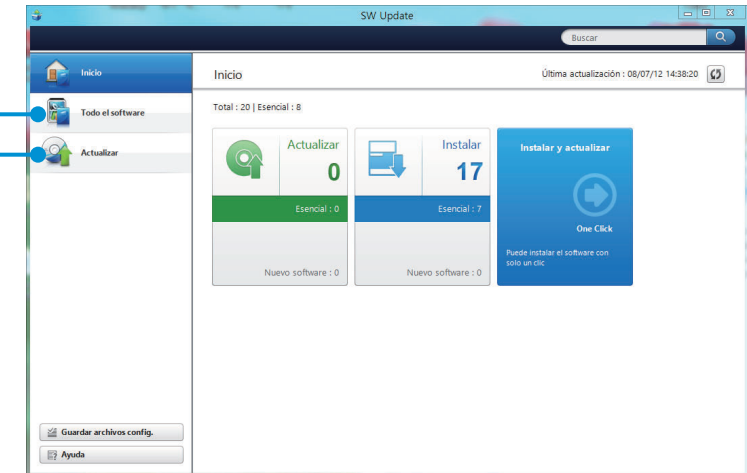 SW Update
Buscar
Inicio
Todo el software
Actualizar
Inicio
Última actualización : 08/07/12 14:38:20
Total : 20 | Esencial : 8
Actualizar
0
Esencial : 0
Nuevo software : 0
Instalar
17
Esencial : 7
Nuevo software : 0
Instalar y actualizar
One Click
Puede instalar el software con
solo un clic
Guardar archivos config.
Ayuda